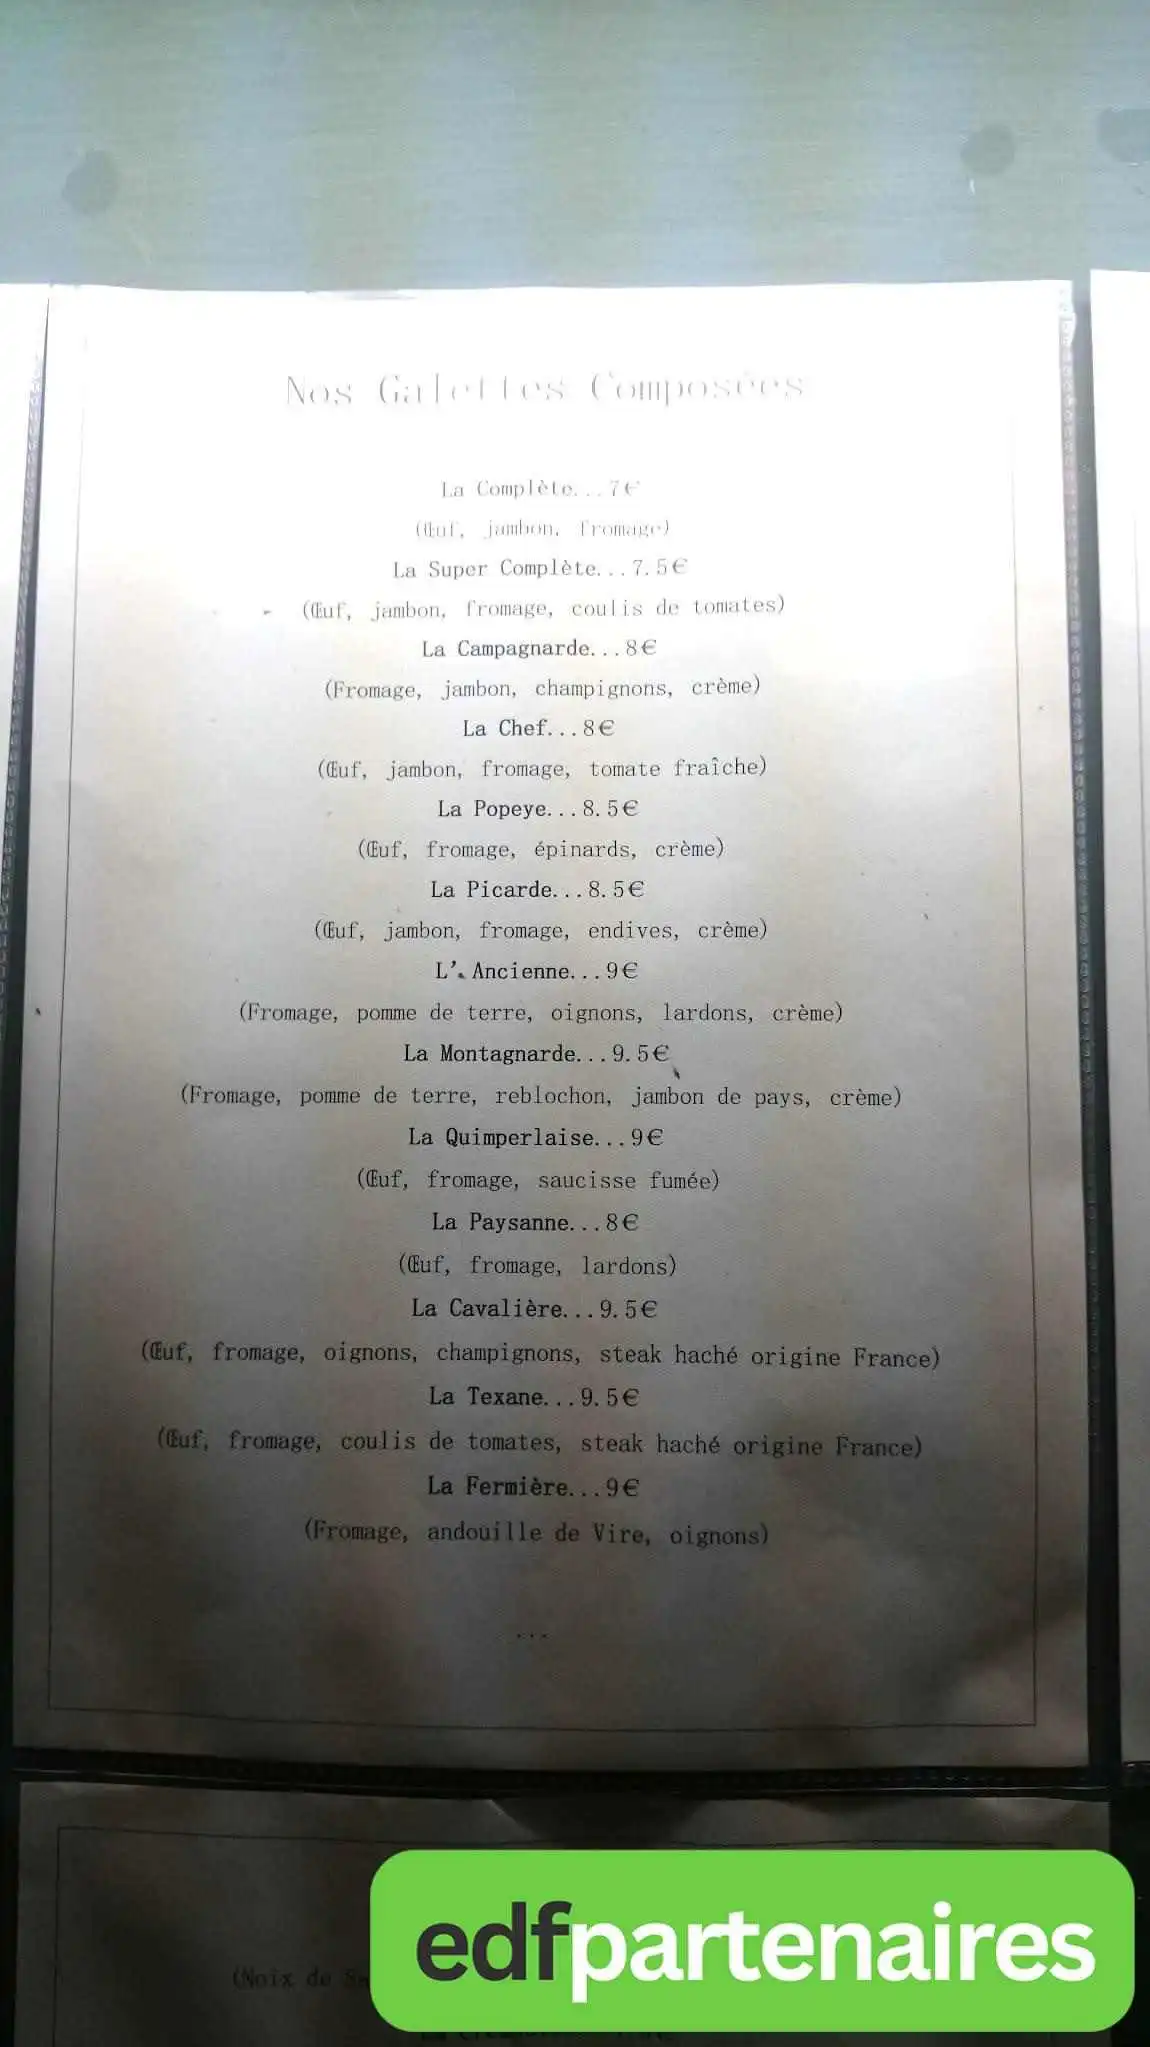 Nos Galettes Composées
La Complète...7€
(Œuf, jambon, fromage)
La Super Complète...7.5€
(Œuf, jambon, fromage, coulis de tomates)
La Campagnarde...8€
(Fromage, jambon, champignons, crème)
La Chef...8€
(Œuf, jambon, fromage, tomate fraîche)
La Popeye...8.5€
(Œuf, fromage, épinards, crème)
La Picarde...8.5€
(Œuf, jambon, fromage, endives, crème)
L'Ancienne...9€
(Fromage, pomme de terre, oignons, lardons, crème)
La Montagnarde...9.5€
(Fromage, pomme de terre, reblochon, jambon de pays, crème)
La Quimperlaise...9€
(Œuf, fromage, saucisse fumée)
La Paysanne...8€
(Œuf, fromage, lardons)
La Cavalière...9.5€
(Œuf, fromage, oignons, champignons, steak haché origine France)
La Texane...9.5€
(Œuf, fromage, coulis de tomates, steak haché origine France)
La Fermière...9€
(Fromage, andouille de Vire, oignons)
...
(Noix de
edfpartenaires